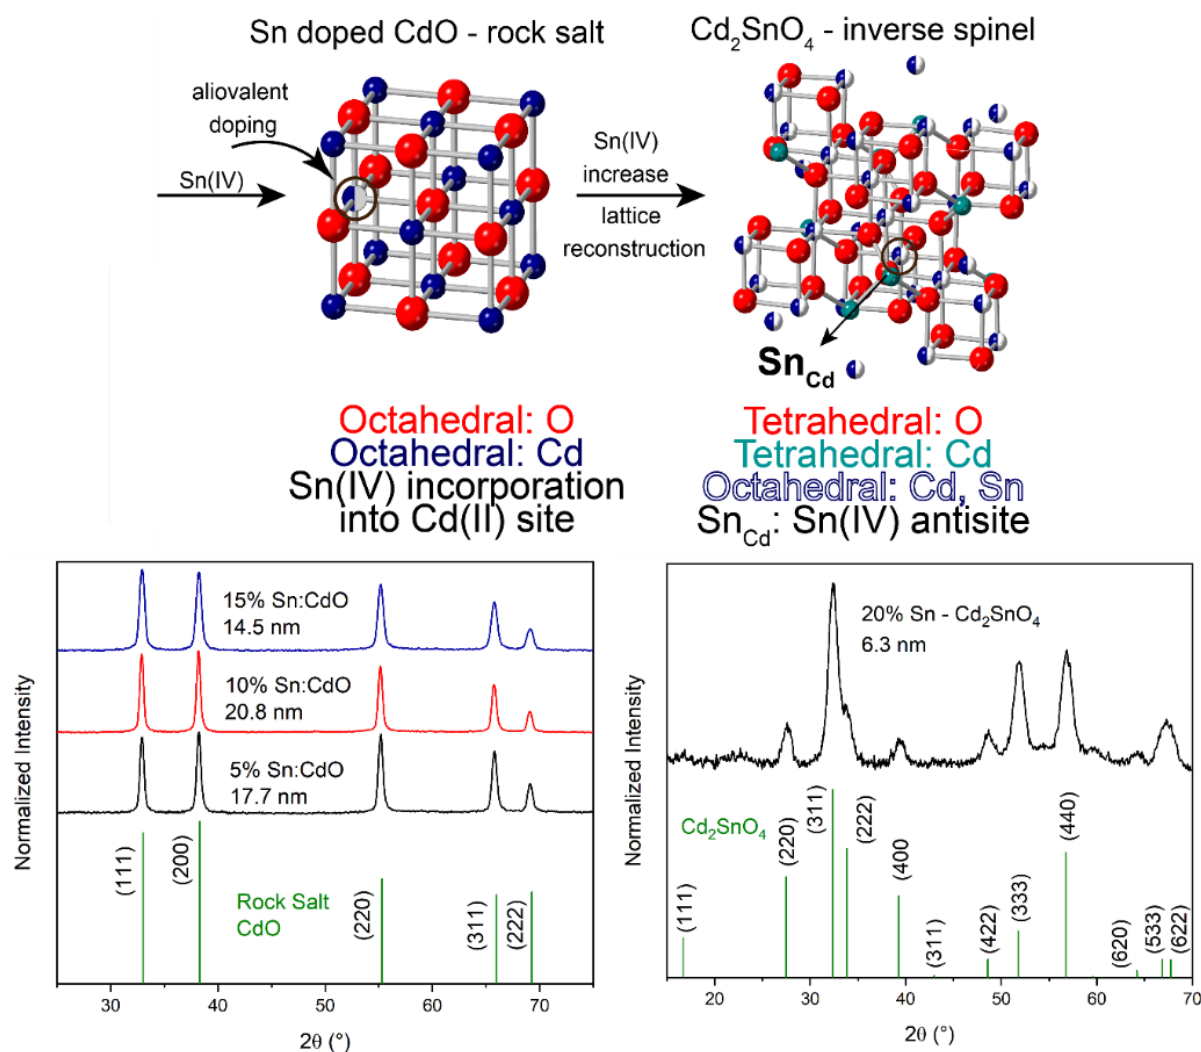 Sn doped CdO - rock salt
Cd₂SnO₄ - inverse spinel
aliovalent
doping
Sn(IV)
Sn(IV)
increase
lattice
reconstruction
Sn_Cd
Octahedral: O
Octahedral: Cd
Sn(IV) incorporation
into Cd(II) site
Tetrahedral: O
Tetrahedral: Cd
Octahedral: Cd, Sn
Sn_Cd: Sn(IV) antisite
Normalized Intensity
15% Sn:CdO
14.5 nm
10% Sn:CdO
20.8 nm
5% Sn:CdO
17.7 nm
(111)
(200)
(220)
(311)
(222)
Rock Salt
CdO
30
40
50
60
70
2θ (°)
Normalized Intensity
20% Sn - Cd₂SnO₄
6.3 nm
Cd₂SnO₄
(111)
(220)
(311)
(222)
(400
(311)
(422)
(333)
(440)
(620)
(533)
(622)
20
30
40
50
60
70
2θ (°)